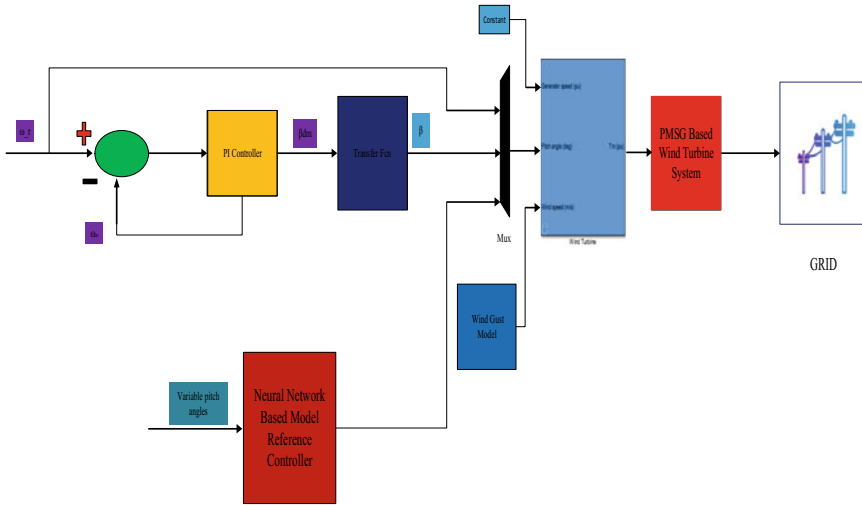 Constant
ω_t
PI Controller
βdm
Transfer Fcn
β
Generator speed (pu)
Pitch angle (deg)
Tm (pu)
Wind speed (m/s)
Wind Turbine
PMSG Based
Wind Turbine
System
Mux
GRID
Wind Gust
Model
Variable pitch
angles
Neural Network
Based Model
Reference
Controller